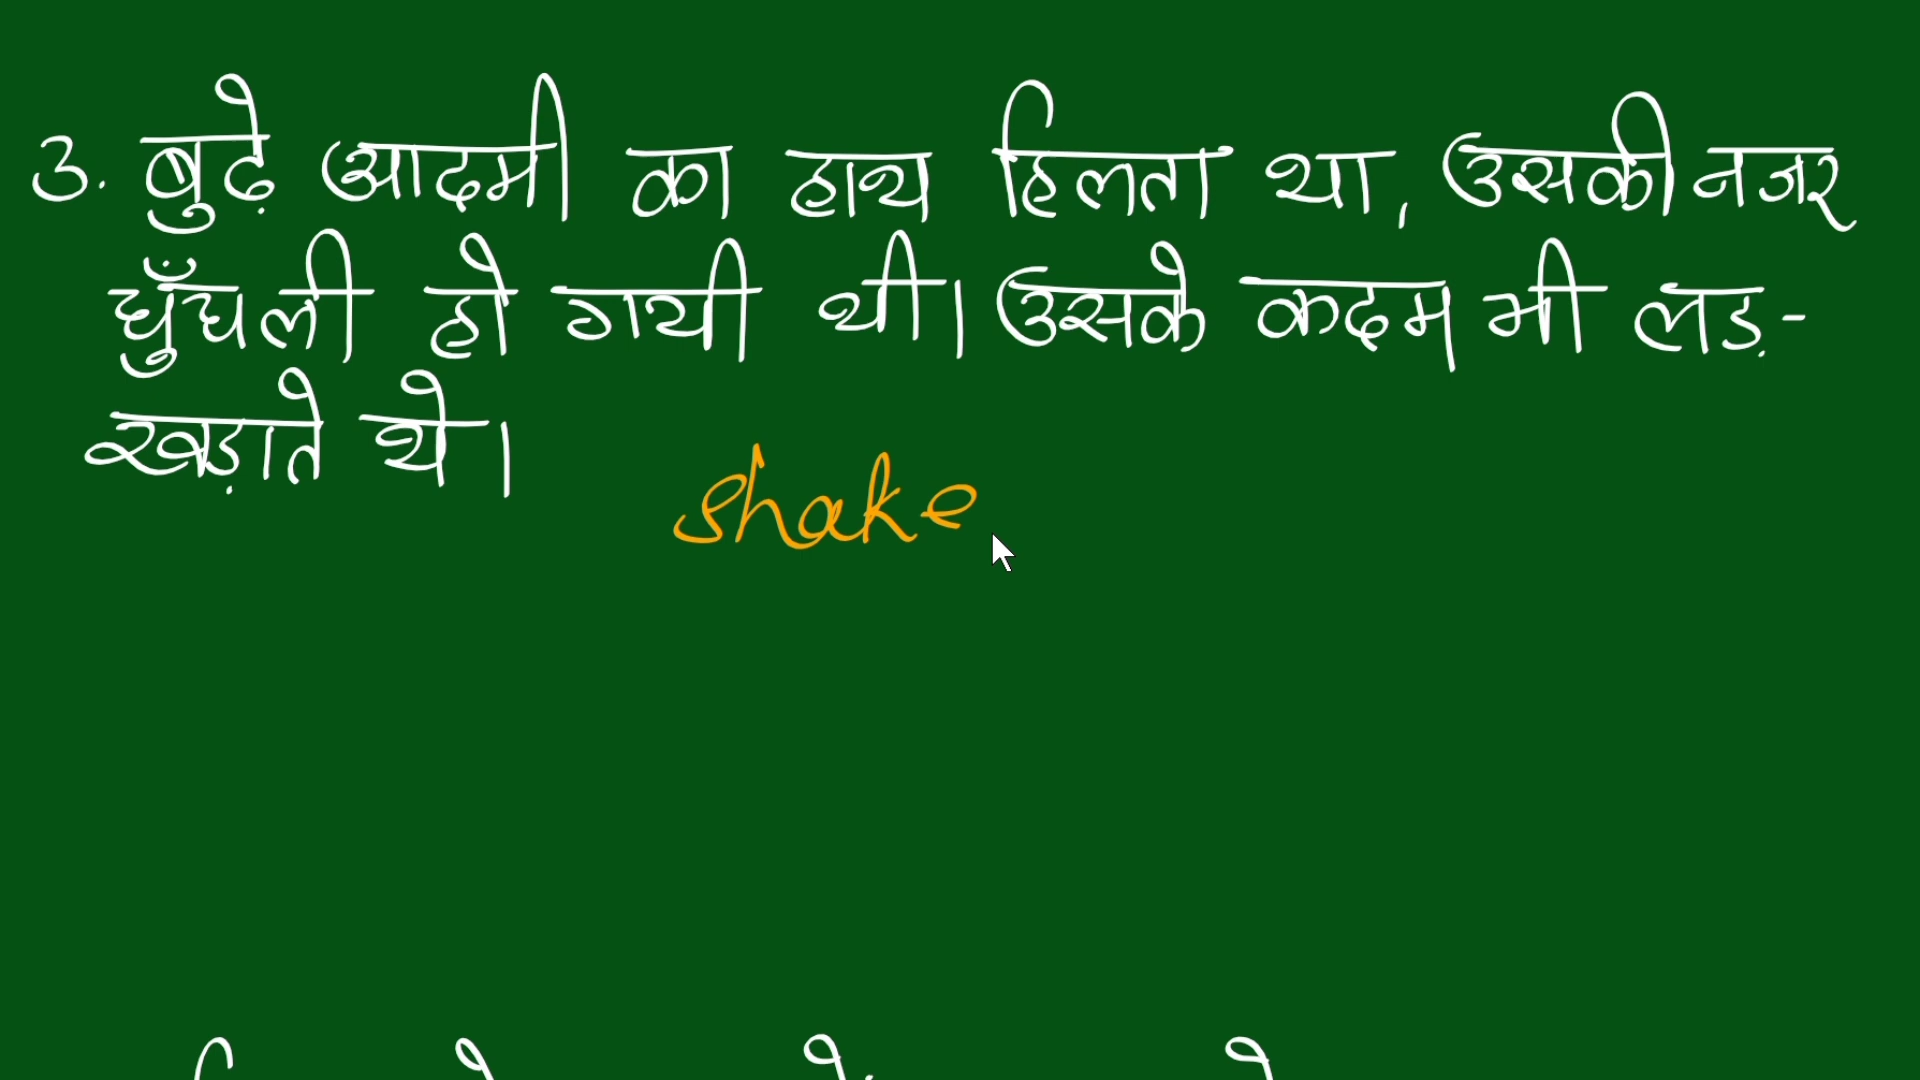 3. बुढे़ आदमी का हाथ हिलता था, उसकी नजर
धुँधली हो गयी थी। उसके कदम भी लड़-
खड़ाते थे।
shake